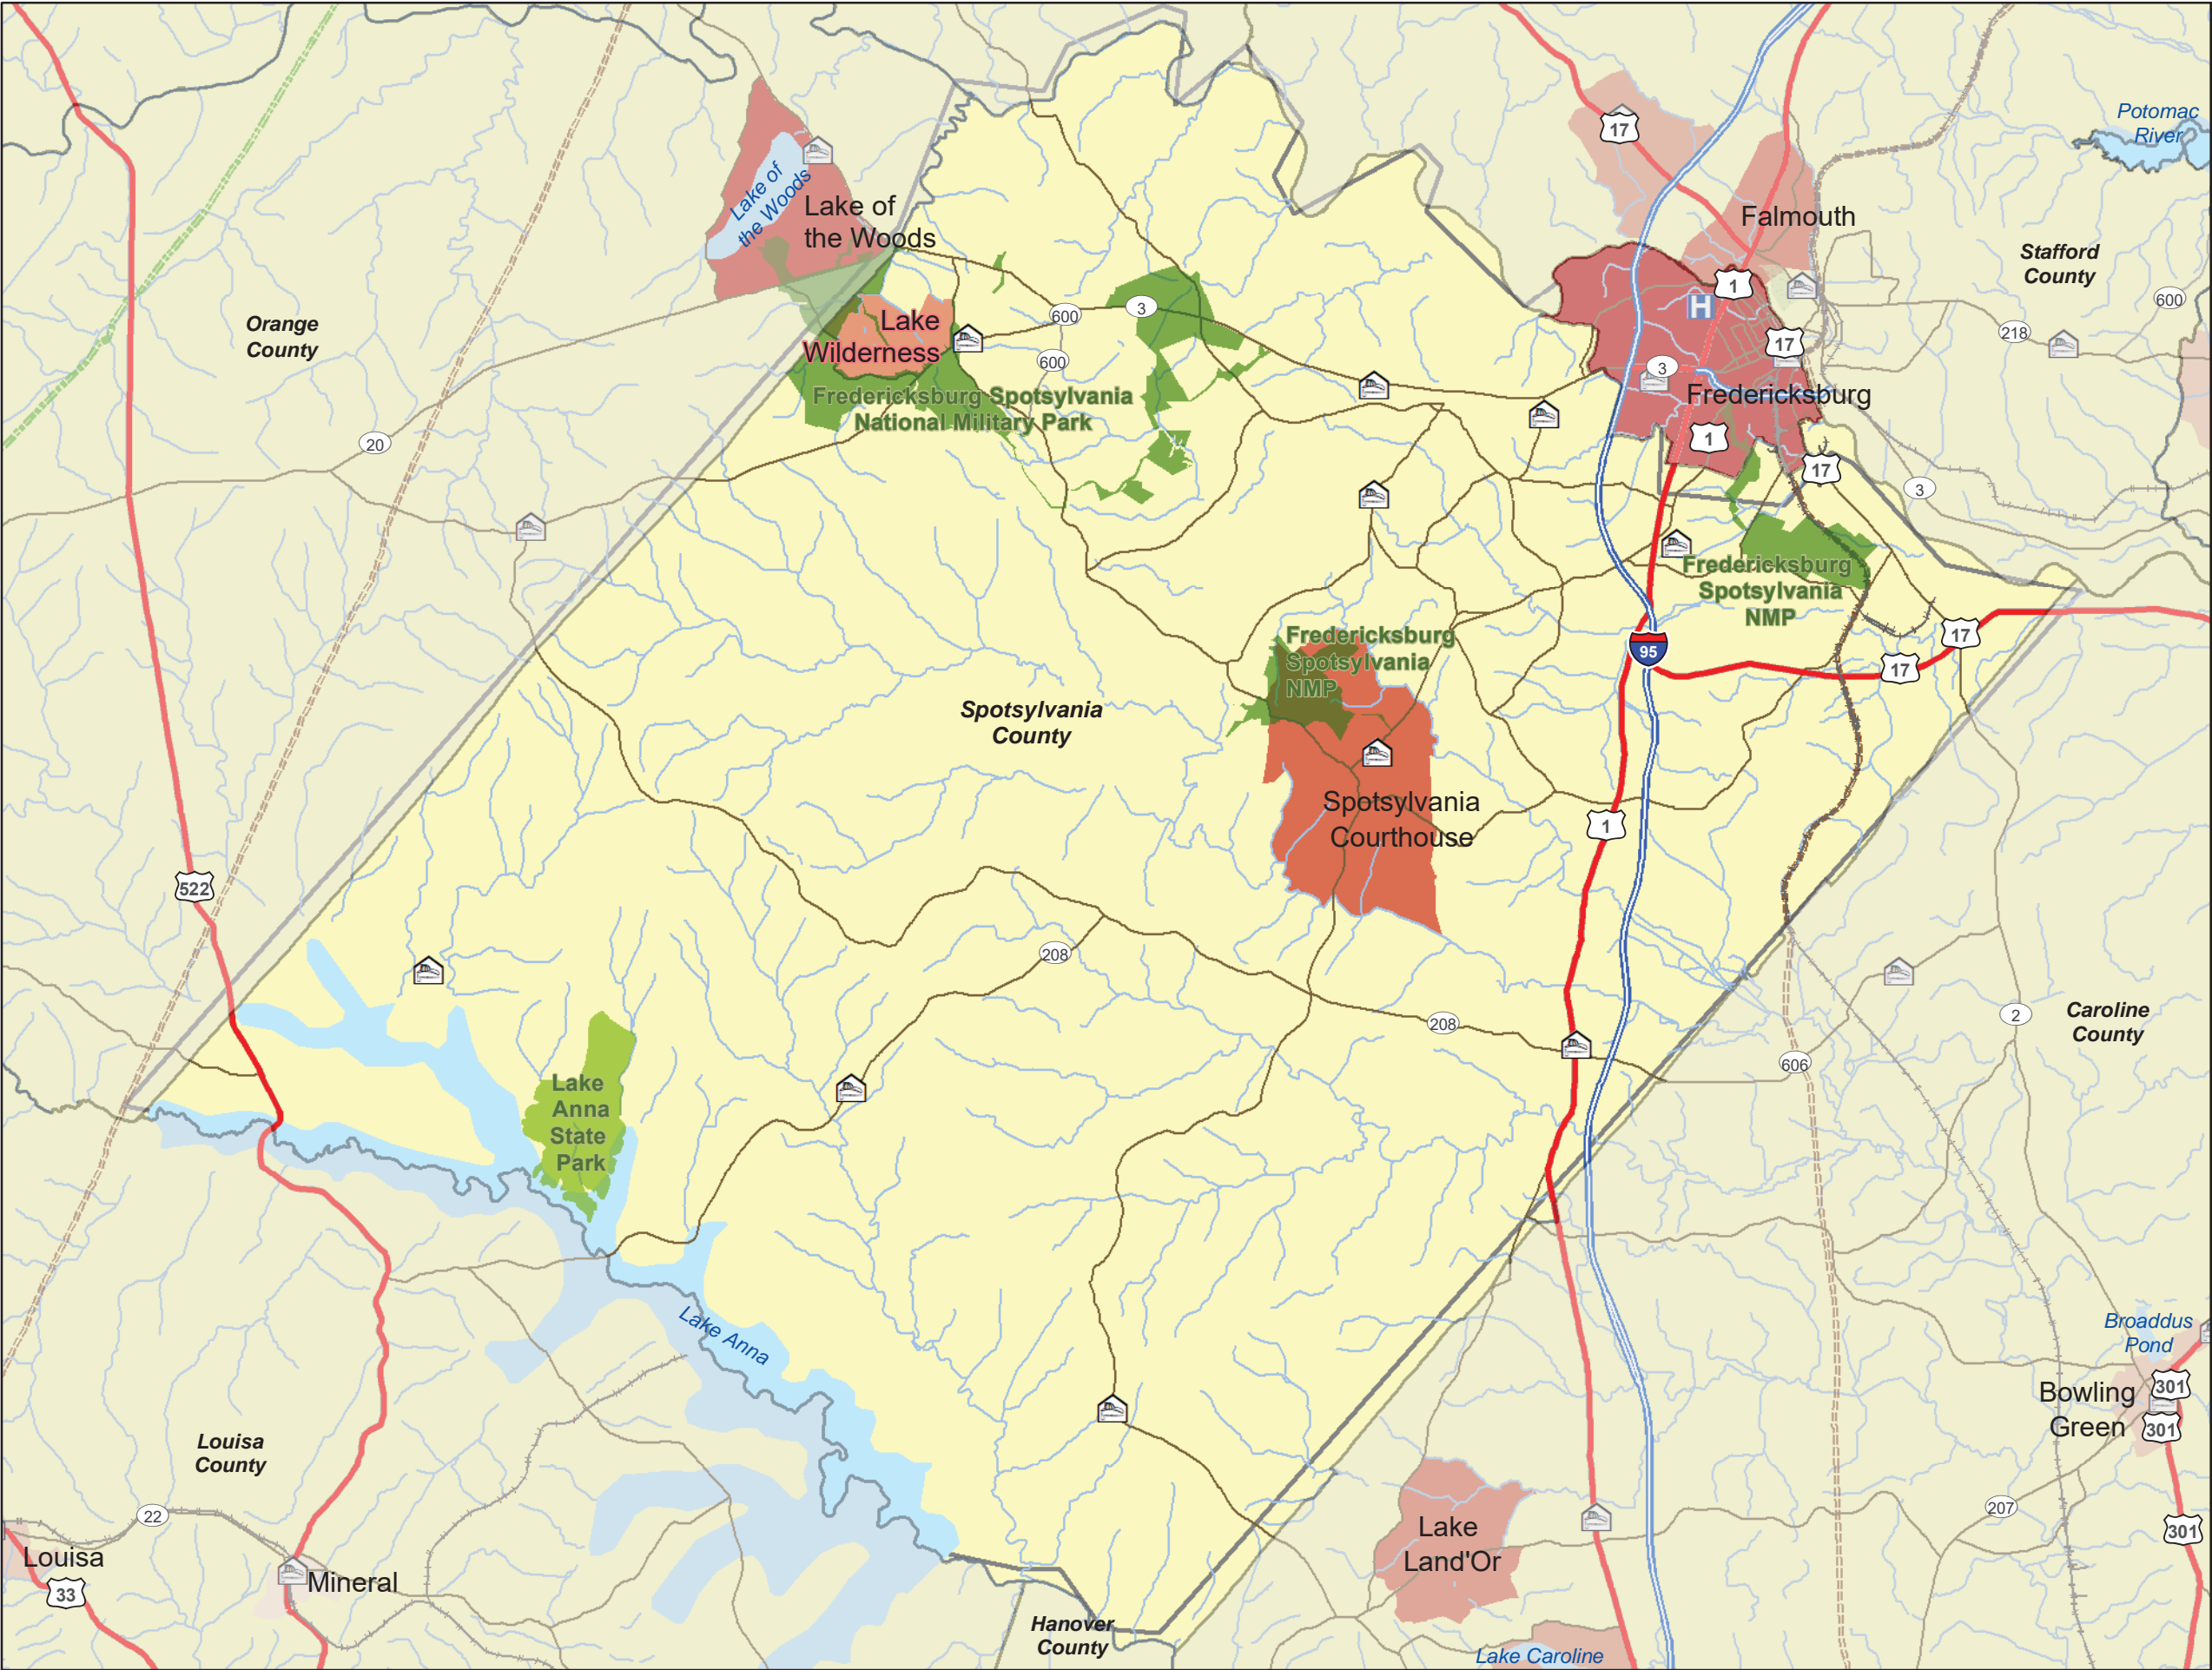 Potomac
River
17
Lake of
the Woods
Lake of
the Woods
Falmouth
Stafford
County
1
H
600
Orange
County
Lake
Wilderness
600
3
218
17
600
3
Fredericksburg
Fredericksburg Spotsylvania
National Military Park
20
1
17
3
Fredericksburg
Spotsylvania
NMP
Fredericksburg
Spotsylvania
NMP
17
95
17
Spotsylvania
County
Spotsylvania
Courthouse
1
522
208
208
2
Caroline
County
606
Lake
Anna
State
Park
Lake Anna
Broaddus
Pond
301
Bowling
Green
301
Louisa
County
22
207
Lake
Land'Or
301
Louisa
33
Mineral
Hanover
County
Lake Caroline